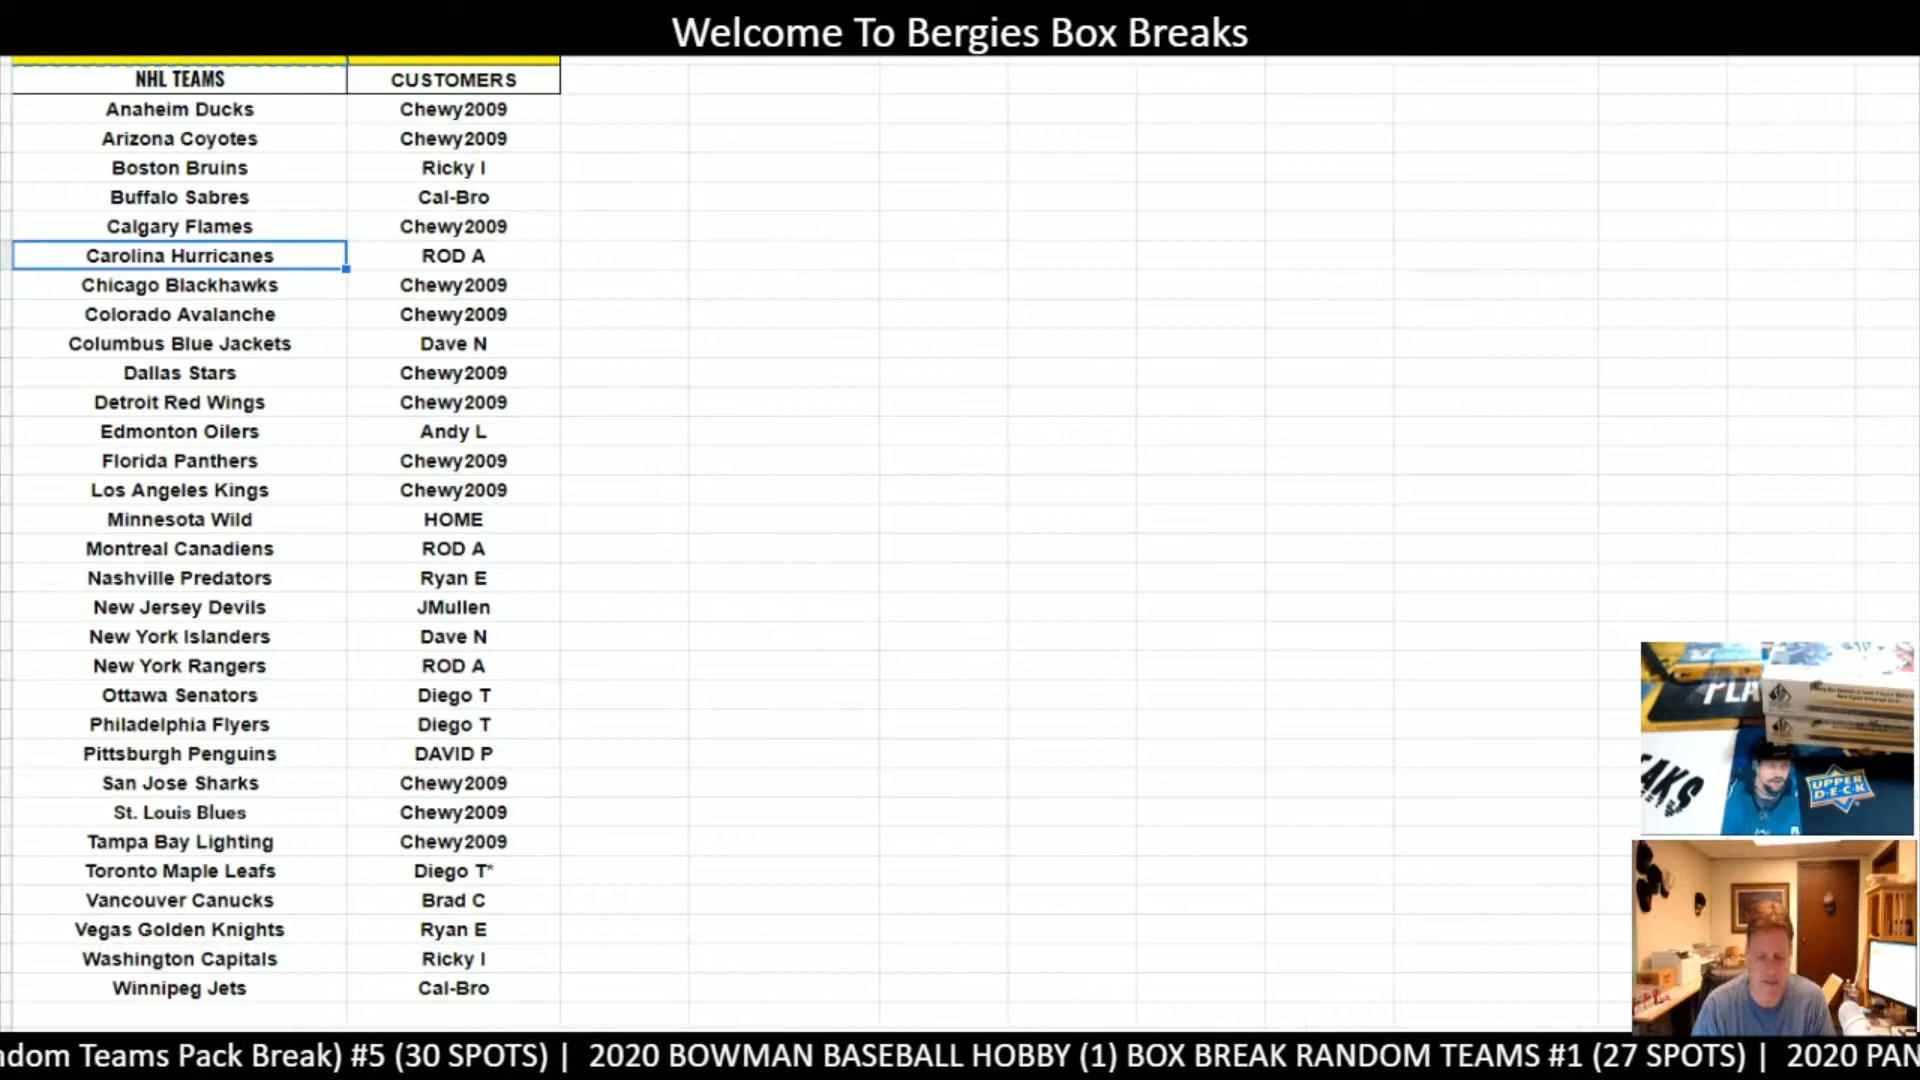 Welcome To Bergies Box Breaks
NHL TEAMS CUSTOMERS
Anaheim Ducks Chewy2009
Arizona Coyotes Chewy2009
Boston Bruins Ricky I
Buffalo Sabres Cal-Bro
Calgary Flames Chewy2009
Carolina Hurricanes ROD A
Chicago Blackhawks Chewy2009
Colorado Avalanche Chewy2009
Columbus Blue Jackets Dave N
Dallas Stars Chewy2009
Detroit Red Wings Chewy2009
Edmonton Oilers Andy L
Florida Panthers Chewy2009
Los Angeles Kings Chewy2009
Minnesota Wild HOME
Montreal Canadiens ROD A
Nashville Predators Ryan E
New Jersey Devils JMullen
New York Islanders Dave N
New York Rangers ROD A
Ottawa Senators Diego T
Philadelphia Flyers Diego T
Pittsburgh Penguins DAVID P
San Jose Sharks Chewy2009
St. Louis Blues Chewy2009
Tampa Bay Lighting Chewy2009
Toronto Maple Leafs Diego T*
Vancouver Canucks Brad C
Vegas Golden Knights Ryan E
Washington Capitals Ricky I
Winnipeg Jets Cal-Bro
PLA
AKS
UPPER
D·E·C·K
ndom Teams Pack Break) #5 (30 SPOTS) | 2020 BOWMAN BASEBALL HOBBY (1) BOX BREAK RANDOM TEAMS #1 (27 SPOTS) | 2020 PAN